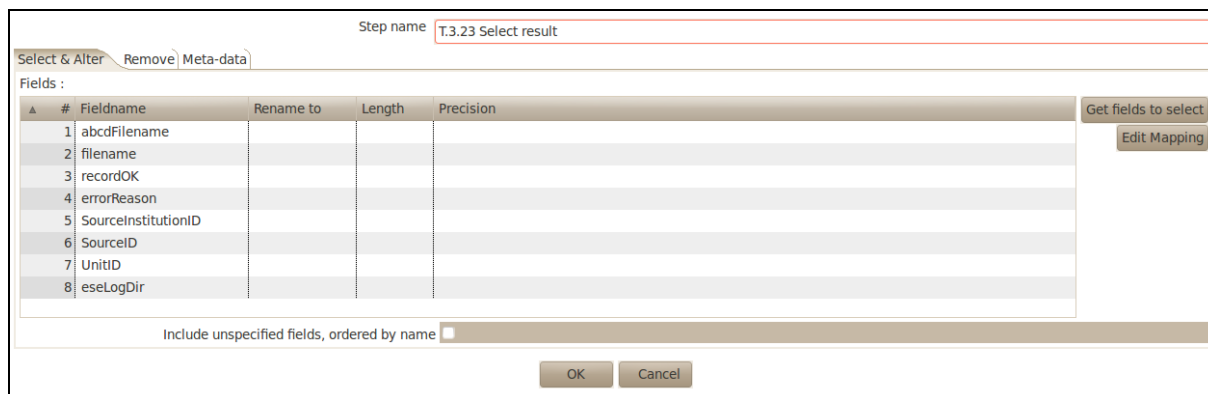 Step name T.3.23 Select result
Select & Alter Remove Meta-data
Fields :
# Fieldname Rename to Length Precision
Get fields to select
1 abcdFilename
Edit Mapping
2 filename
3 recordOK
4 errorReason
5 SourceInstitutionID
6 SourceID
7 UnitID
8 eseLogDir
Include unspecified fields, ordered by name
OK Cancel